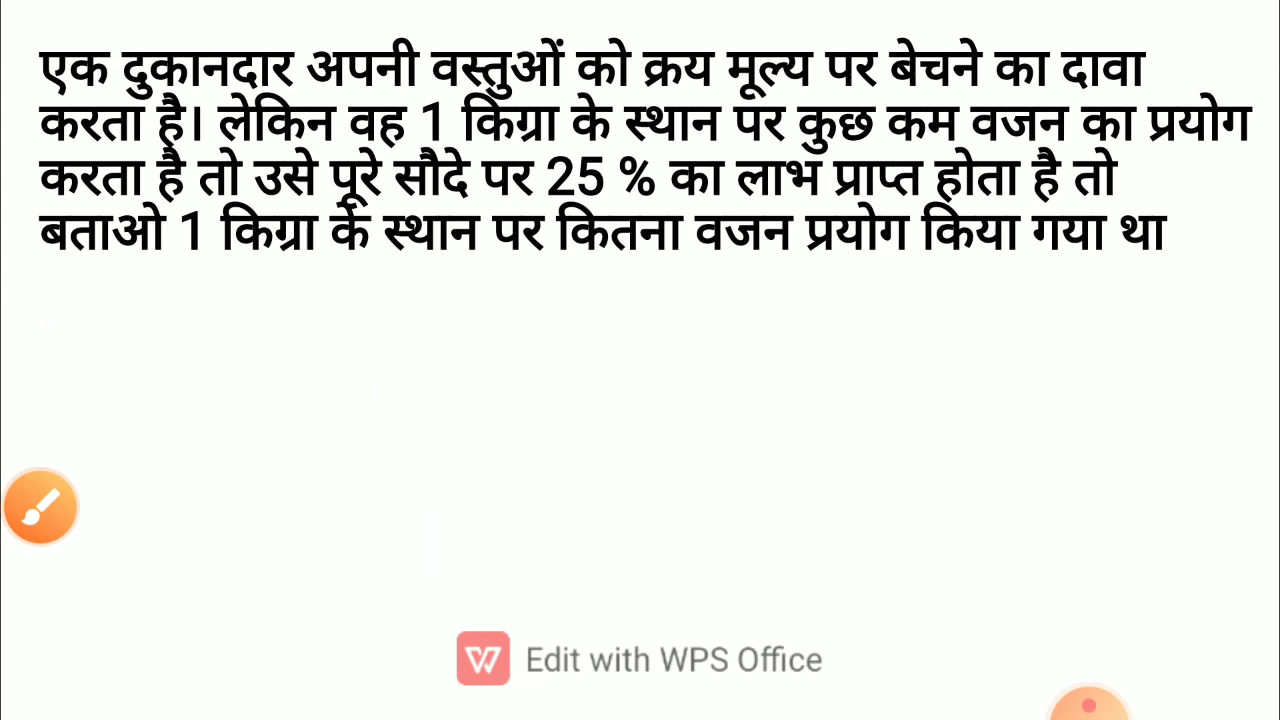 एक दुकानदार अपनी वस्तुओं को क्रय मूल्य पर बेचने का दावा
करता है। लेकिन वह 1 किग्रा के स्थान पर कुछ कम वजन का प्रयोग
करता है तो उसे पूरे सौदे पर 25 % का लाभ प्राप्त होता है तो
बताओ 1 किग्रा के स्थान पर कितना वजन प्रयोग किया गया था
Edit with WPS Office